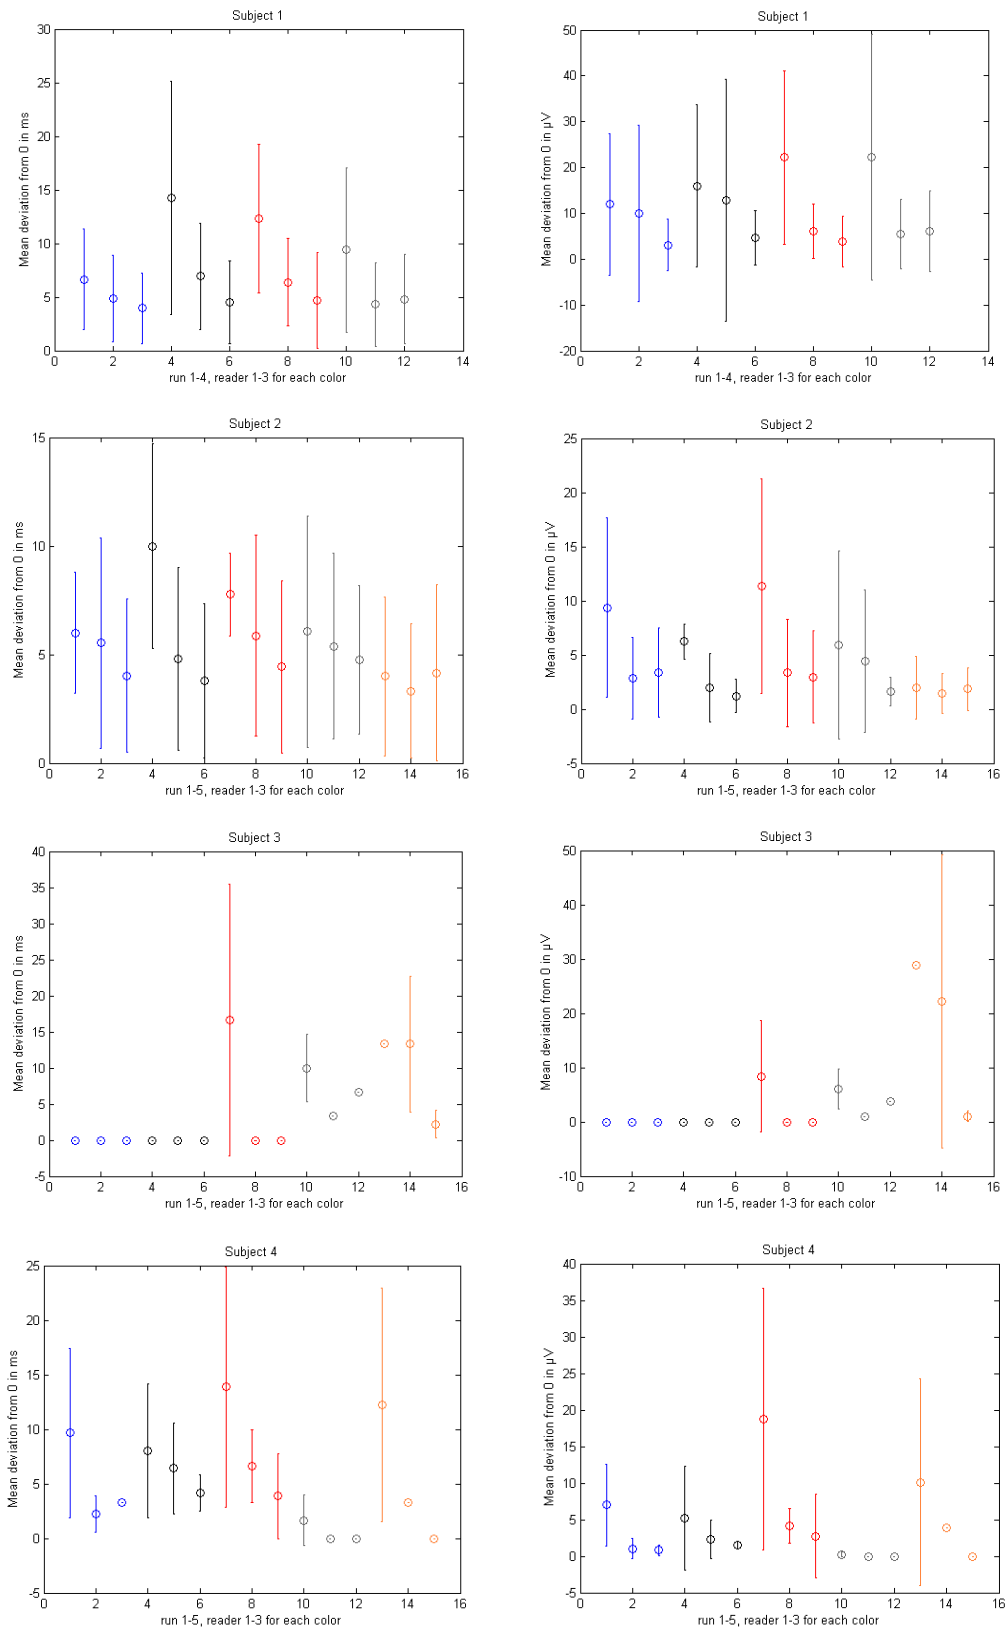 Subject 1
Mean deviation from 0 in ms
30
25
20
15
10
5
0
0 2 4 6 8 10 12 14
run 1-4, reader 1-3 for each color
Subject 1
Mean deviation from 0 in µV
50
40
30
20
10
0
-10
-20
0 2 4 6 8 10 12 14
run 1-4, reader 1-3 for each color
Subject 2
Mean deviation from 0 in ms
15
10
5
0
0 2 4 6 8 10 12 14 16
run 1-5, reader 1-3 for each color
Subject 2
Mean deviation from 0 in µV
25
20
15
10
5
0
-5
0 2 4 6 8 10 12 14 16
run 1-5, reader 1-3 for each color
Subject 3
Mean deviation from 0 in ms
40
35
30
25
20
15
10
5
0
-5
0 2 4 6 8 10 12 14 16
run 1-5, reader 1-3 for each color
Subject 3
Mean deviation from 0 in µV
50
40
30
20
10
0
-10
0 2 4 6 8 10 12 14 16
run 1-5, reader 1-3 for each color
Subject 4
Mean deviation from 0 in ms
25
20
15
10
5
0
-5
0 2 4 6 8 10 12 14 16
run 1-5, reader 1-3 for each color
Subject 4
Mean deviation from 0 in µV
40
35
30
25
20
15
10
5
0
-5
0 2 4 6 8 10 12 14 16
run 1-5, reader 1-3 for each color